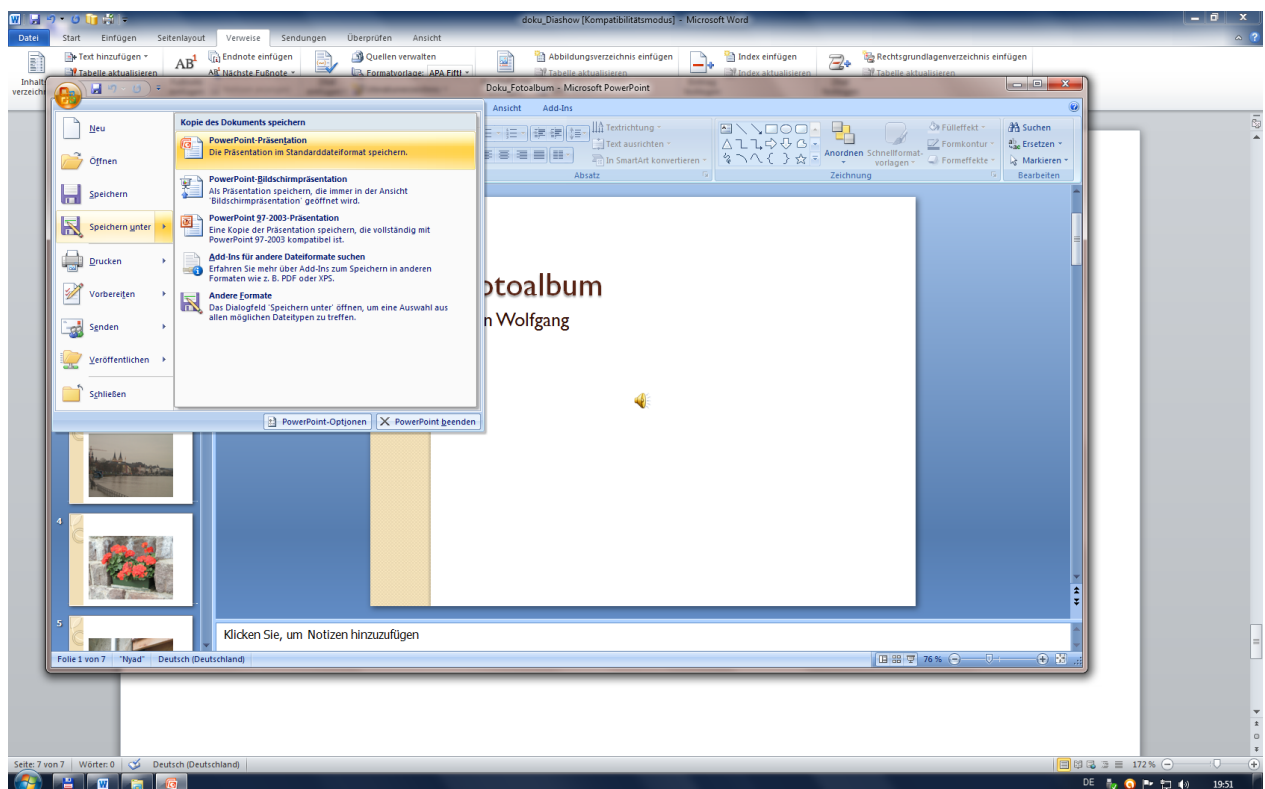 doku_Diashow [Kompatibilitätsmodus] - Microsoft Word
Datei Start Einfügen Seitenlayout Verweise Sendungen Überprüfen Ansicht
Text hinzufügen
Tabelle aktualisieren
AB1
Endnote einfügen
Nächste Fußnote
Quellen verwalten
Formatvorlage: APA Fifth
Abbildungsverzeichnis einfügen
Tabelle aktualisieren
Index einfügen
Index aktualisieren
Rechtsgrundlagenverzeichnis einfügen
Tabelle aktualisieren
Doku_Fotoalbum - Microsoft PowerPoint
Ansicht Add-Ins
Neu
Öffnen
Speichern
Speichern unter
Drucken
Vorbereiten
Senden
Veröffentlichen
Schließen
Kopie des Dokuments speichern
PowerPoint-Präsentation
Die Präsentation im Standarddateiformat speichern.
PowerPoint-Bildschirmpräsentation
Als Präsentation speichern, die immer in der Ansicht
'Bildschirmpräsentation' geöffnet wird.
PowerPoint 97-2003-Präsentation
Eine Kopie der Präsentation speichern, die vollständig mit
PowerPoint 97-2003 kompatibel ist.
Add-Ins für andere Dateiformate suchen
Erfahren Sie mehr über Add-Ins zum Speichern in anderen
Formaten wie z. B. PDF oder XPS.
Andere Formate
Das Dialogfeld 'Speichern unter' öffnen, um eine Auswahl aus
allen möglichen Dateitypen zu treffen.
PowerPoint-Optionen PowerPoint beenden
Textrichtung
Text ausrichten
In SmartArt konvertieren
Absatz
Anordnen
Schnellformat-
vorlagen
Fülleffekt
Formkontur
Formeffekte
Zeichnung
Suchen
Ersetzen
Markieren
Bearbeiten
otoalbum
n Wolfgang
4
5
Klicken Sie, um Notizen hinzuzufügen
Folie 1 von 7 "Nyad" Deutsch (Deutschland) 76 %
Seite: 7 von 7 Wörter: 0 Deutsch (Deutschland) 172 %
DE 19:51